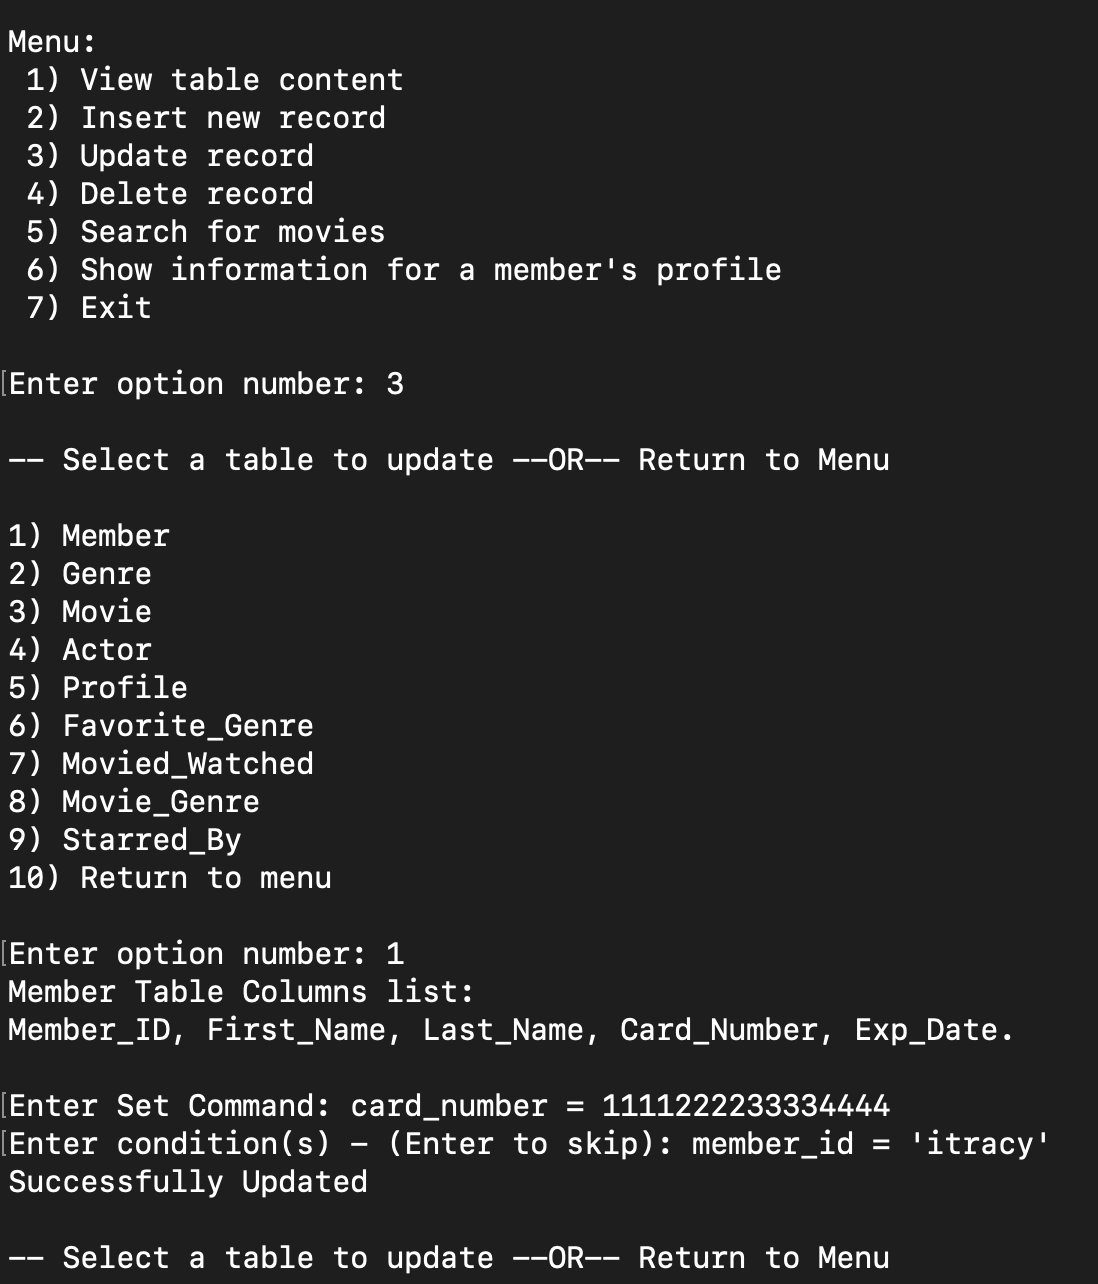 Menu:
1) View table content
2) Insert new record
3) Update record
4) Delete record
5) Search for movies
6) Show information for a member's profile
7) Exit
Enter option number: 3
-- Select a table to update --OR-- Return to Menu
1) Member
2) Genre
3) Movie
4) Actor
5) Profile
6) Favorite_Genre
7) Movied_Watched
8) Movie_Genre
9) Starred_By
10) Return to menu
Enter option number: 1
Member Table Columns list:
Member_ID, First_Name, Last_Name, Card_Number, Exp_Date.
Enter Set Command: card_number = 1111222233334444
Enter condition(s) - (Enter to skip): member_id = 'itracy'
Successfully Updated
-- Select a table to update --OR-- Return to Menu